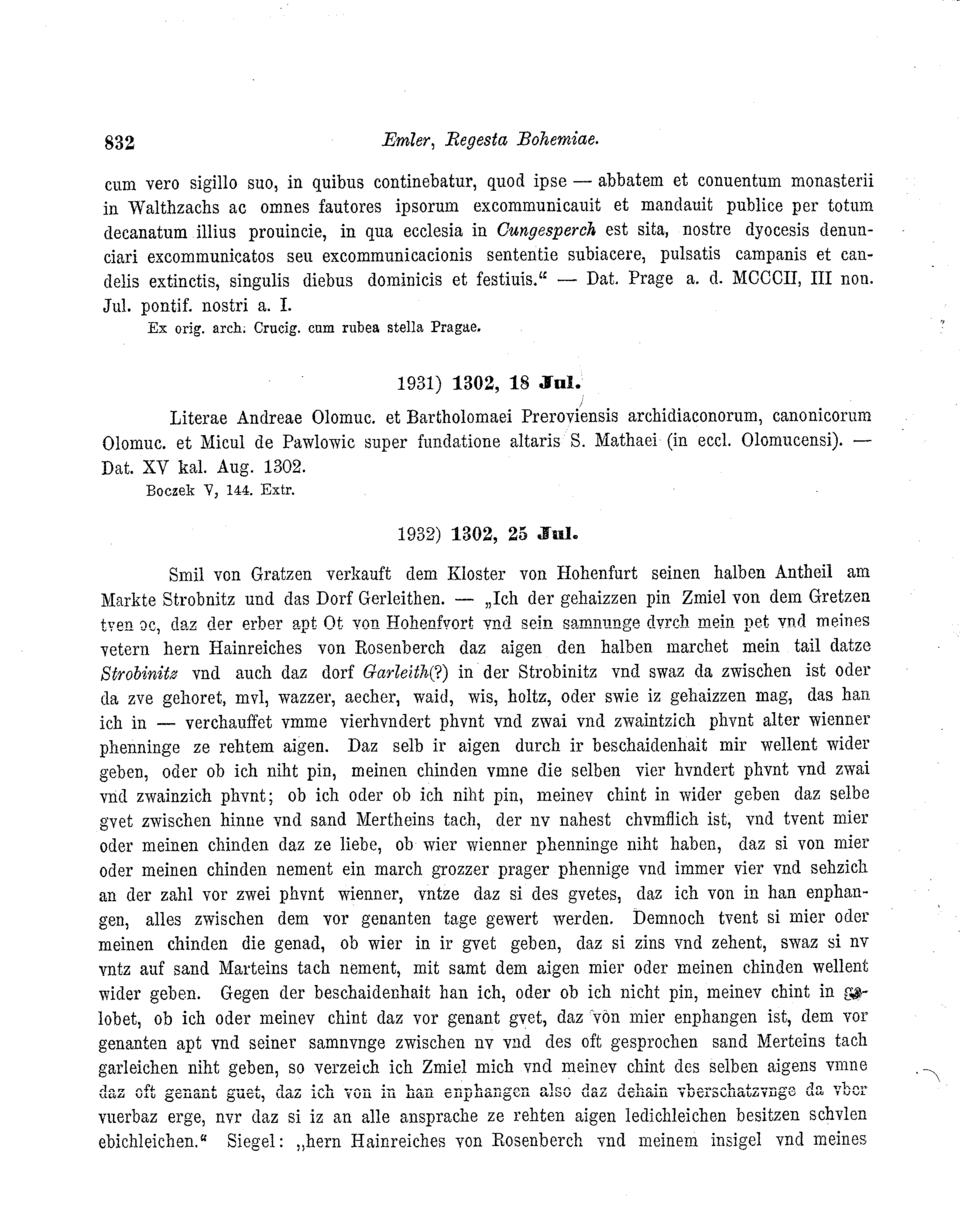 832
Emler, Regesta Bohemiae.
cum vero sigillo suo, in quibus continebatur, quod ipse — abbatem et conuentum monasterii
in Walthzachs ac omnes fautores ipsorum excommunicauit et mandauit publice per totum
decanatum illius prouincie, in qua ecclesia in Cungesperch est sita, nostre dyocesis denun-
ciari excommunicatos seu excommunicacionis sententie subiacere, pulsatis campanis et can-
delis extinctis, singulis diebus dominicis et festiuis.“ — Dat. Prage a. d. MCCCII, III non.
Jul. pontif. nostri a. I.
Ex orig. arch. Crucig. cum rubea stella Pragae.
1931) 1302, 18 Jul.
Literae Andreae Olomuc. et Bartholomaei Preroviensis archidiaconorum, canonicorum
Olomuc. et Micul de Pawlowic super fundatione altaris S. Mathaei (in eccl. Olomucensi). —
Dat. XV kal. Aug. 1302.
Boczek V, 144. Extr.
1932) 1302, 25 Jul.
Smil von Gratzen verkauft dem Kloster von Hohenfurt seinen halben Antheil am
Markte Strobnitz und das Dorf Gerleithen. — „Ich der gehaizzen pin Zmiel von dem Gretzen
tven ꝛc, daz der erber apt Ot von Hohenfvort vnd sein samnunge dvrch mein pet vnd meines
vetern hern Hainreiches von Rosenberch daz aigen den halben marchet mein tail datze
Strobinitz vnd auch daz dorf Garleith(?) in der Strobinitz vnd swaz da zwischen ist oder
da zve gehoret, mvl, wazzer, aecher, waid, wis, holtz, oder swie iz gehaizzen mag, das han
ich in — verchauffet vmme vierhvndert phvnt vnd zwai vnd zwaintzich phvnt alter wienner
phenninge ze rehtem aigen. Daz selb ir aigen durch ir beschaidenhait mir wellent wider
geben, oder ob ich niht pin, meinen chinden vmne die selben vier hvndert phvnt vnd zwai
vnd zwainzich phvnt; ob ich oder ob ich niht pin, meinev chint in wider geben daz selbe
gvet zwischen hinne vnd sand Mertheins tach, der nv nahest chvmflich ist, vnd tvent mier
oder meinen chinden daz ze liebe, ob wier wienner phenninge niht haben, daz si von mier
oder meinen chinden nement ein march grozzer prager phennige vnd immer vier vnd sehzich
an der zahl vor zwei phvnt wienner, vntze daz si des gvetes, daz ich von in han enphan-
gen, alles zwischen dem vor genanten tage gewert werden. Demnoch tvent si mier oder
meinen chinden die genad, ob wier in ir gvet geben, daz si zins vnd zehent, swaz si nv
vntz auf sand Marteins tach nement, mit samt dem aigen mier oder meinen chinden wellent
wider geben. Gegen der beschaidenhait han ich, oder ob ich nicht pin, meinev chint in ge-
lobet, ob ich oder meinev chint daz vor genant gvet, daz von mier enphangen ist, dem vor
genanten apt vnd seiner samnvnge zwischen nv vnd des oft gesprochen sand Merteins tach
garleichen niht geben, so verzeich ich Zmiel mich vnd meinev chint des selben aigens vmne
daz oft genant guet, daz ich von in han enphangen also daz dehain vberschatzvnge da vber
vuerbaz erge, nvr daz si iz an alle ansprache ze rehten aigen ledichleichen besitzen schvlen
ebichleichen.“ Siegel: „hern Hainreiches von Rosenberch vnd meinem insigel vnd meines